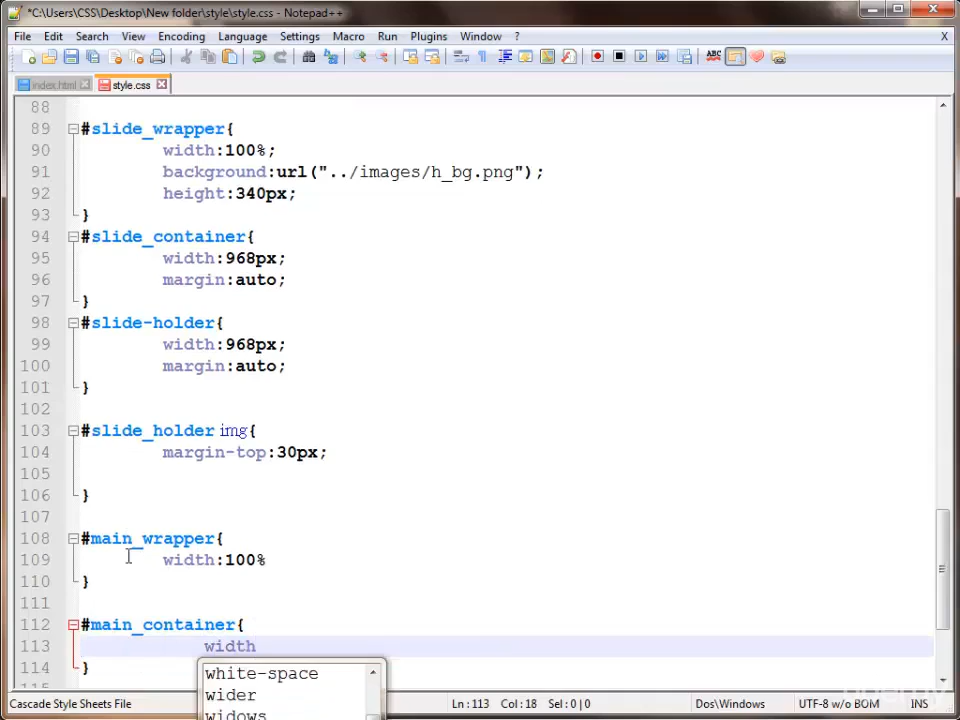 *C:\Users\CSS\Desktop\New folder\style\style.css - Notepad++
File Edit Search View Encoding Language Settings Macro Run Plugins Window ? X
index.html style.css
88
89 #slide_wrapper{
90 width:100%;
91 background:url("../images/h_bg.png");
92 height:340px;
93 }
94 #slide_container{
95 width:968px;
96 margin:auto;
97 }
98 #slide-holder{
99 width:968px;
100 margin:auto;
101 }
102
103 #slide_holder img{
104 margin-top:30px;
105
106 }
107
108 #main_wrapper{
109 width:100%
110 }
111
112 #main_container{
113 width
114 }
white-space
wider
widows
Cascade Style Sheets File Ln:113 Col:18 Sel:0|0 Dos\Windows UTF-8 w/o BOM INS